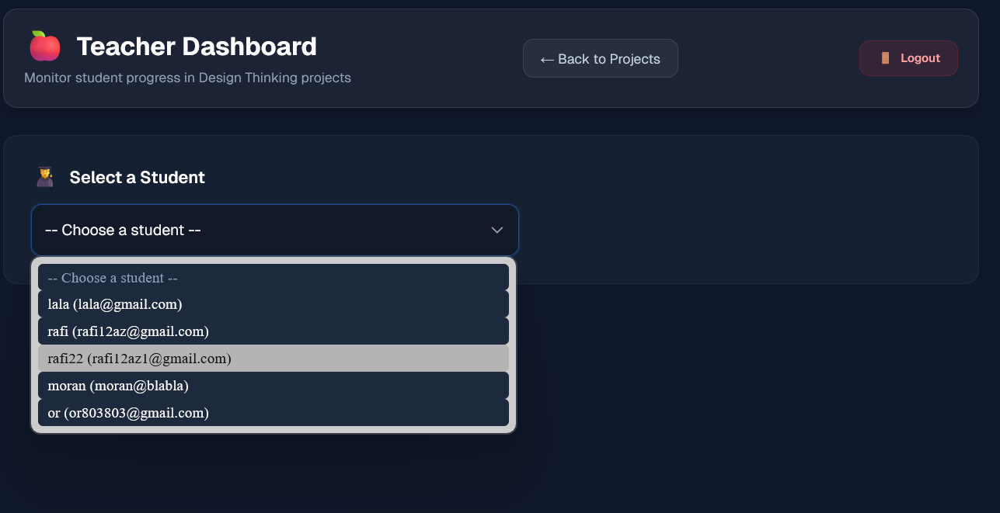 Teacher Dashboard
Monitor student progress in Design Thinking projects
← Back to Projects
Logout
Select a Student
-- Choose a student --
-- Choose a student --
lala (lala@gmail.com)
rafi (rafi12az@gmail.com)
rafi22 (rafi12az1@gmail.com)
moran (moran@blabla)
or (or803803@gmail.com)